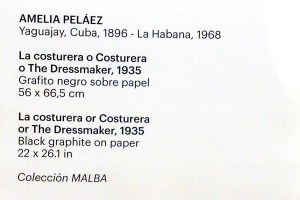 AMELIA PELÁEZ
Yaguajay, Cuba, 1896 - La Habana, 1968
La costurera o Costurera
o The Dressmaker, 1935
Grafito negro sobre papel
56 x 66,5 cm
La costurera or Costurera
or The Dressmaker, 1935
Black graphite on paper
22 x 26.1 in
Colección MALBA